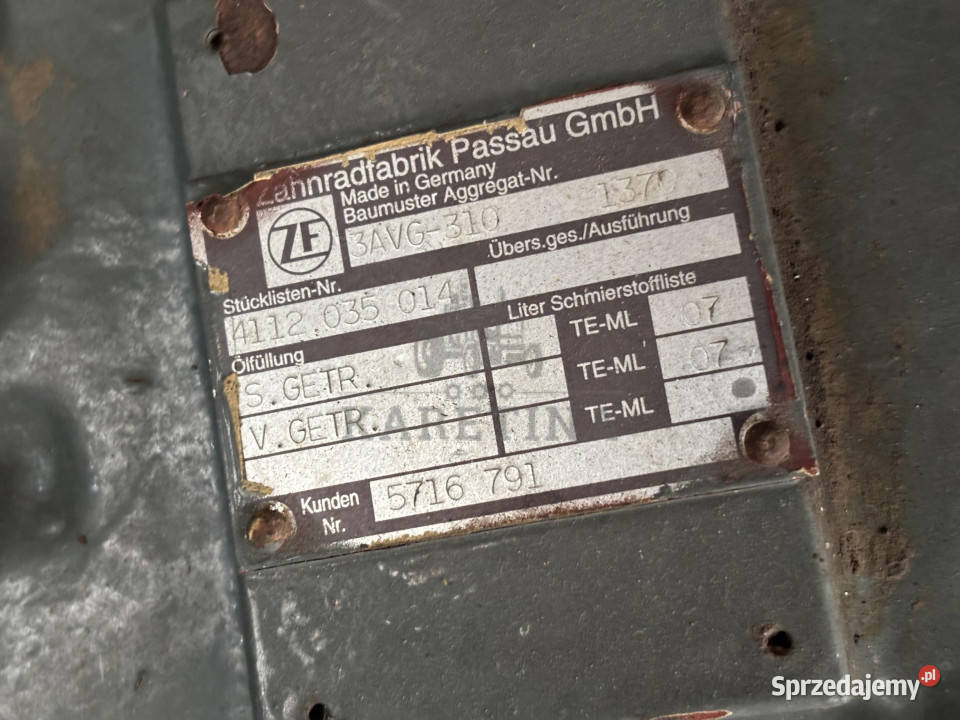 Zahnradfabrik Passau GmbH
Made in Germany
Baumuster Aggregat-Nr.
ZF
3AVG-310 1370
Stücklisten-Nr.
Übers.ges./Ausführung
4112 035 014
Ölfüllung
Liter Schmierstoffliste
S.GETR. TE-ML 07
V.GETR. TE-ML 07
TE-ML
Kunden
Nr.
5716 791
Sprzedajemy.pl